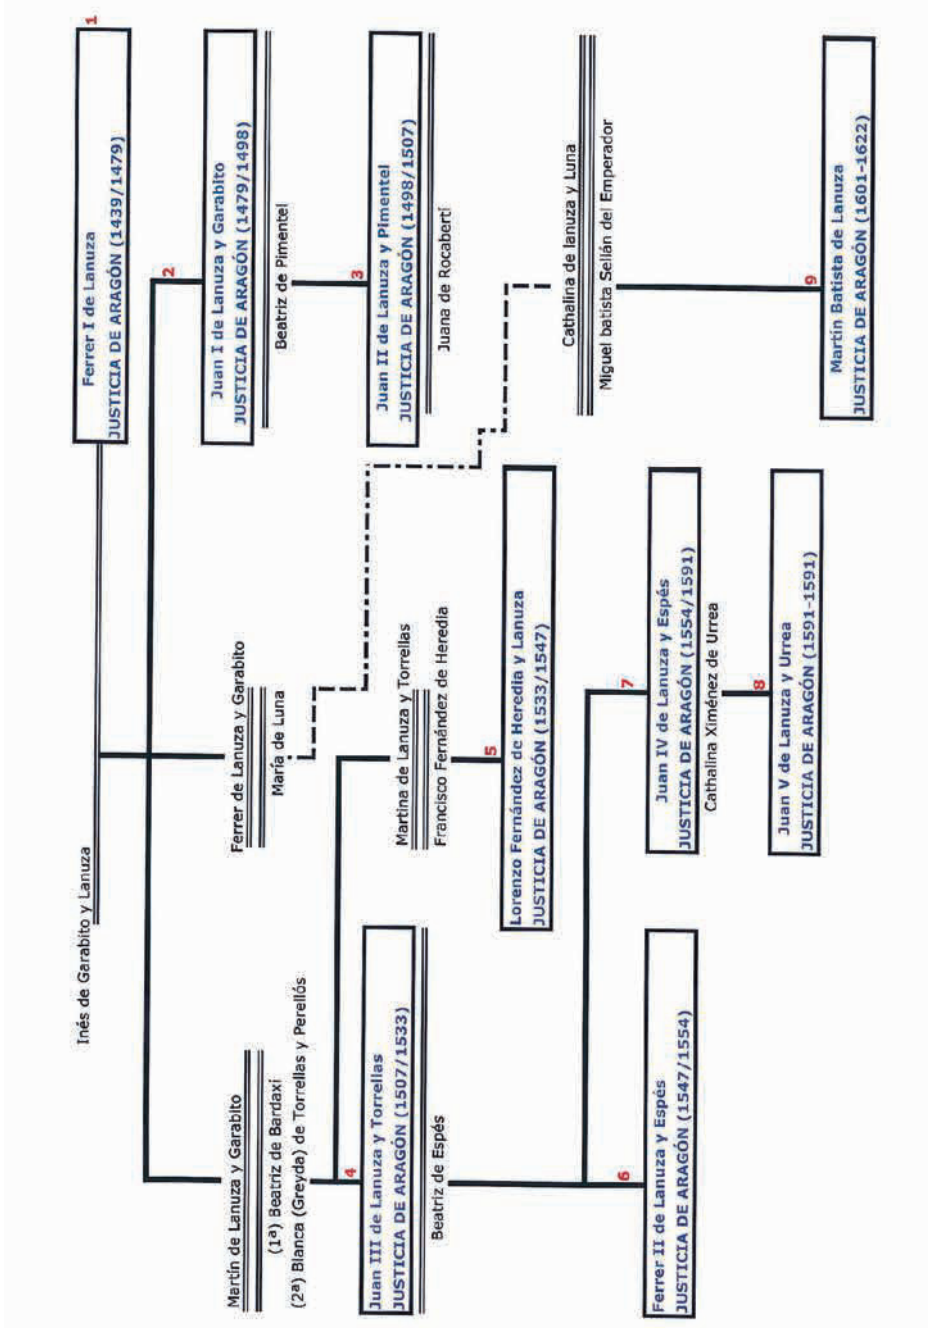 1
Ferrer I de Lanuza
JUSTICIA DE ARAGÓN (1439/1479)
Inés de Garabito y Lanuza
2
Juan I de Lanuza y Garabito
JUSTICIA DE ARAGÓN (1479/1498)
Beatriz de Pimentel
3
Juan II de Lanuza y Pimentel
JUSTICIA DE ARAGÓN (1498/1507)
Juana de Rocabertí
Ferrer de Lanuza y Garabito
María de Luna
Martín de Lanuza y Garabito
(1ª) Beatriz de Bardaxí
(2ª) Blanca (Greyda) de Torrellas y Perellós
4
Juan III de Lanuza y Torrellas
JUSTICIA DE ARAGÓN (1507/1533)
Beatriz de Espés
Martina de Lanuza y Torrellas
Francisco Fernández de Heredia
5
Lorenzo Fernández de Heredia y Lanuza
JUSTICIA DE ARAGÓN (1533/1547)
6
Ferrer II de Lanuza y Espés
JUSTICIA DE ARAGÓN (1547/1554)
7
Juan IV de Lanuza y Espés
JUSTICIA DE ARAGÓN (1554/1591)
Cathalina Ximénez de Urrea
8
Juan V de Lanuza y Urrea
JUSTICIA DE ARAGÓN (1591-1591)
Cathalina de lanuza y Luna
Miguel batista Sellán del Emperador
9
Martín Batista de Lanuza
JUSTICIA DE ARAGÓN (1601-1622)